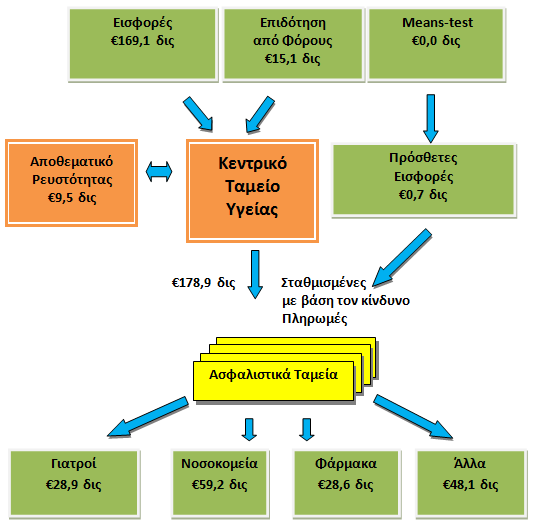 Εισφορές
€169,1 δις
Επιδότηση
από Φόρους
€15,1 δις
Means-test
€0,0 δις
Αποθεματικό
Ρευστότητας
€9,5 δις
Κεντρικό
Ταμείο
Υγείας
Πρόσθετες
Εισφορές
€0,7 δις
€178,9 δις
Σταθμισμένες
με βάση τον κίνδυνο
Πληρωμές
Ασφαλιστικά Ταμεία
Γιατροί
€28,9 δις
Νοσοκομεία
€59,2 δις
Φάρμακα
€28,6 δις
Άλλα
€48,1 δις